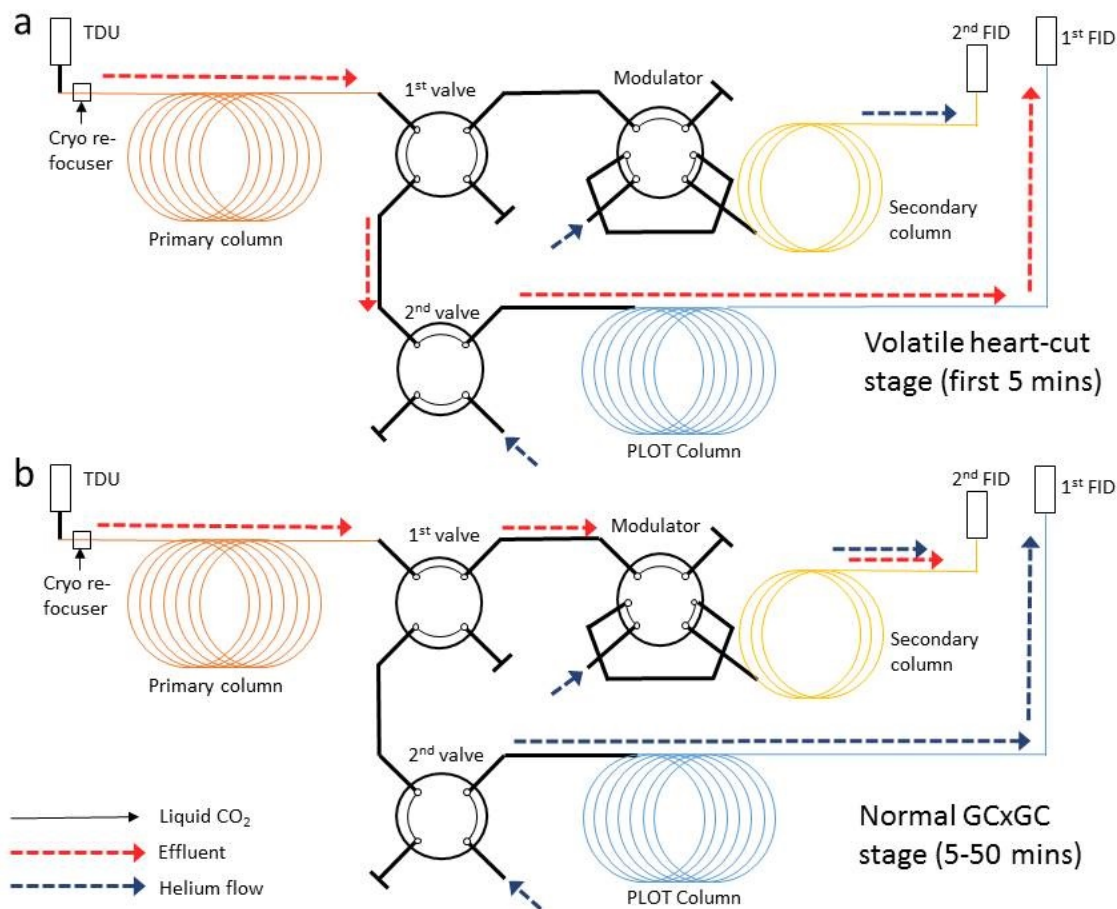 a
TDU
2nd FID
1st FID
Modulator
1st valve
Cryo re-
focuser
Primary column
Secondary
column
2nd valve
Volatile heart-cut
stage (first 5 mins)
PLOT Column
b
TDU
2nd FID
1st FID
Modulator
1st valve
Cryo re-
focuser
Primary column
Secondary
column
2nd valve
Liquid CO2
Effluent
Helium flow
Normal GCxGC
stage (5-50 mins)
PLOT Column